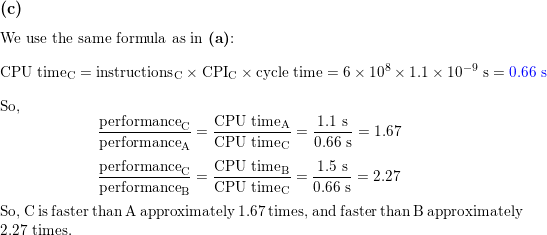 (c)
We use the same formula as in (a):
CPU time_C = instructions_C × CPI_C × cycle time = 6 × 10^8 × 1.1 × 10^−9 s = 0.66 s
So,
performance_C / performance_A = CPU time_A / CPU time_C = 1.1 s / 0.66 s = 1.67
performance_C / performance_B = CPU time_B / CPU time_C = 1.5 s / 0.66 s = 2.27
So, C is faster than A approximately 1.67 times, and faster than B approximately
2.27 times.